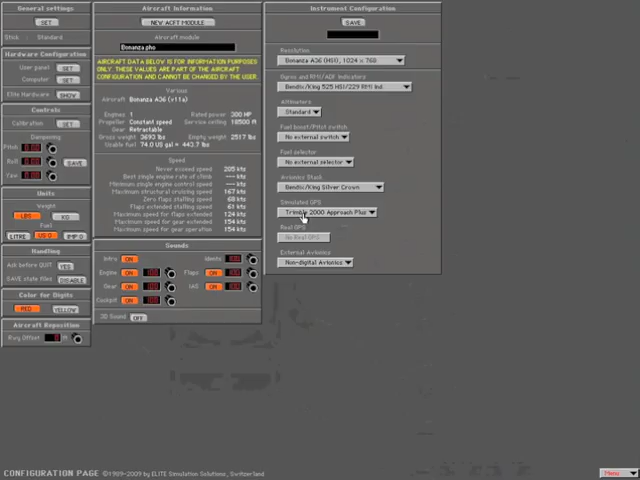 General settings
SET
Stick : Standard
Hardware Configuration
User panel SET
Computer SET
Elite Hardware SHOW
Controls
Calibration SET
Dampening
Pitch
Roll SAVE
Yaw
Units
Weight
LBS KG
Fuel
LITRE US G IMP G
Handling
Ask before QUIT YES
SAVE state files DISABLE
Color for Digits
RED YELLOW
Aircraft Reposition
Rwy Offset 0 ft
Aircraft Information
NEW ACFT MODULE
Aircraft module
Bonanza.pho
AIRCRAFT DATA BELOW IS FOR INFORMATION PURPOSES
ONLY. THESE VALUES ARE PART OF THE AIRCRAFT
CONFIGURATION AND CANNOT BE CHANGED BY THE USER.
Various
Aircraft Bonanza A36 (v11a)
Engines 1 Rated power 300 HP
Propeller Constant speed Service ceiling 18500 ft
Gear Retractable
Gross weight 3693 lbs Empty weight 2517 lbs
Usable fuel 74.0 US gal = 443.7 lbs
Speed
Never exceed speed 205 kts
Best single engine rate of climb --- kts
Minimum single engine control speed --- kts
Maximum structural cruising speed 167 kts
Zero flaps stall speed 68 kts
Flaps extended stall speed 61 kts
Maximum speed for flaps extended 124 kts
Maximum speed for gear extended 154 kts
Maximum speed for gear operation 154 kts
Sounds
Intro ON Idents 100
Engine ON 100 Flaps ON 100
Gear ON 100 IAS ON 100
Cockpit ON 100
3D Sound OFF
Instrument Configuration
SAVE
Resolution
Bonanza A36 (HSI), 1024 x 768
Gyros and RMI/ADF Indicators
Bendix/King 525 HSI/229 RMI Ind.
Altimeters
Standard
Fuel boost/Pitot switch
No external switch
Fuel selector
No external selector
Avionics Stack
Bendix/King Silver Crown
Simulated GPS
Trimble 2000 Approach Plus
Real GPS
No Real GPS
External Avionics
Non-digital Avionics
CONFIGURATION PAGE ©1989-2009 by ELITE Simulation Solutions, Switzerland
Menu